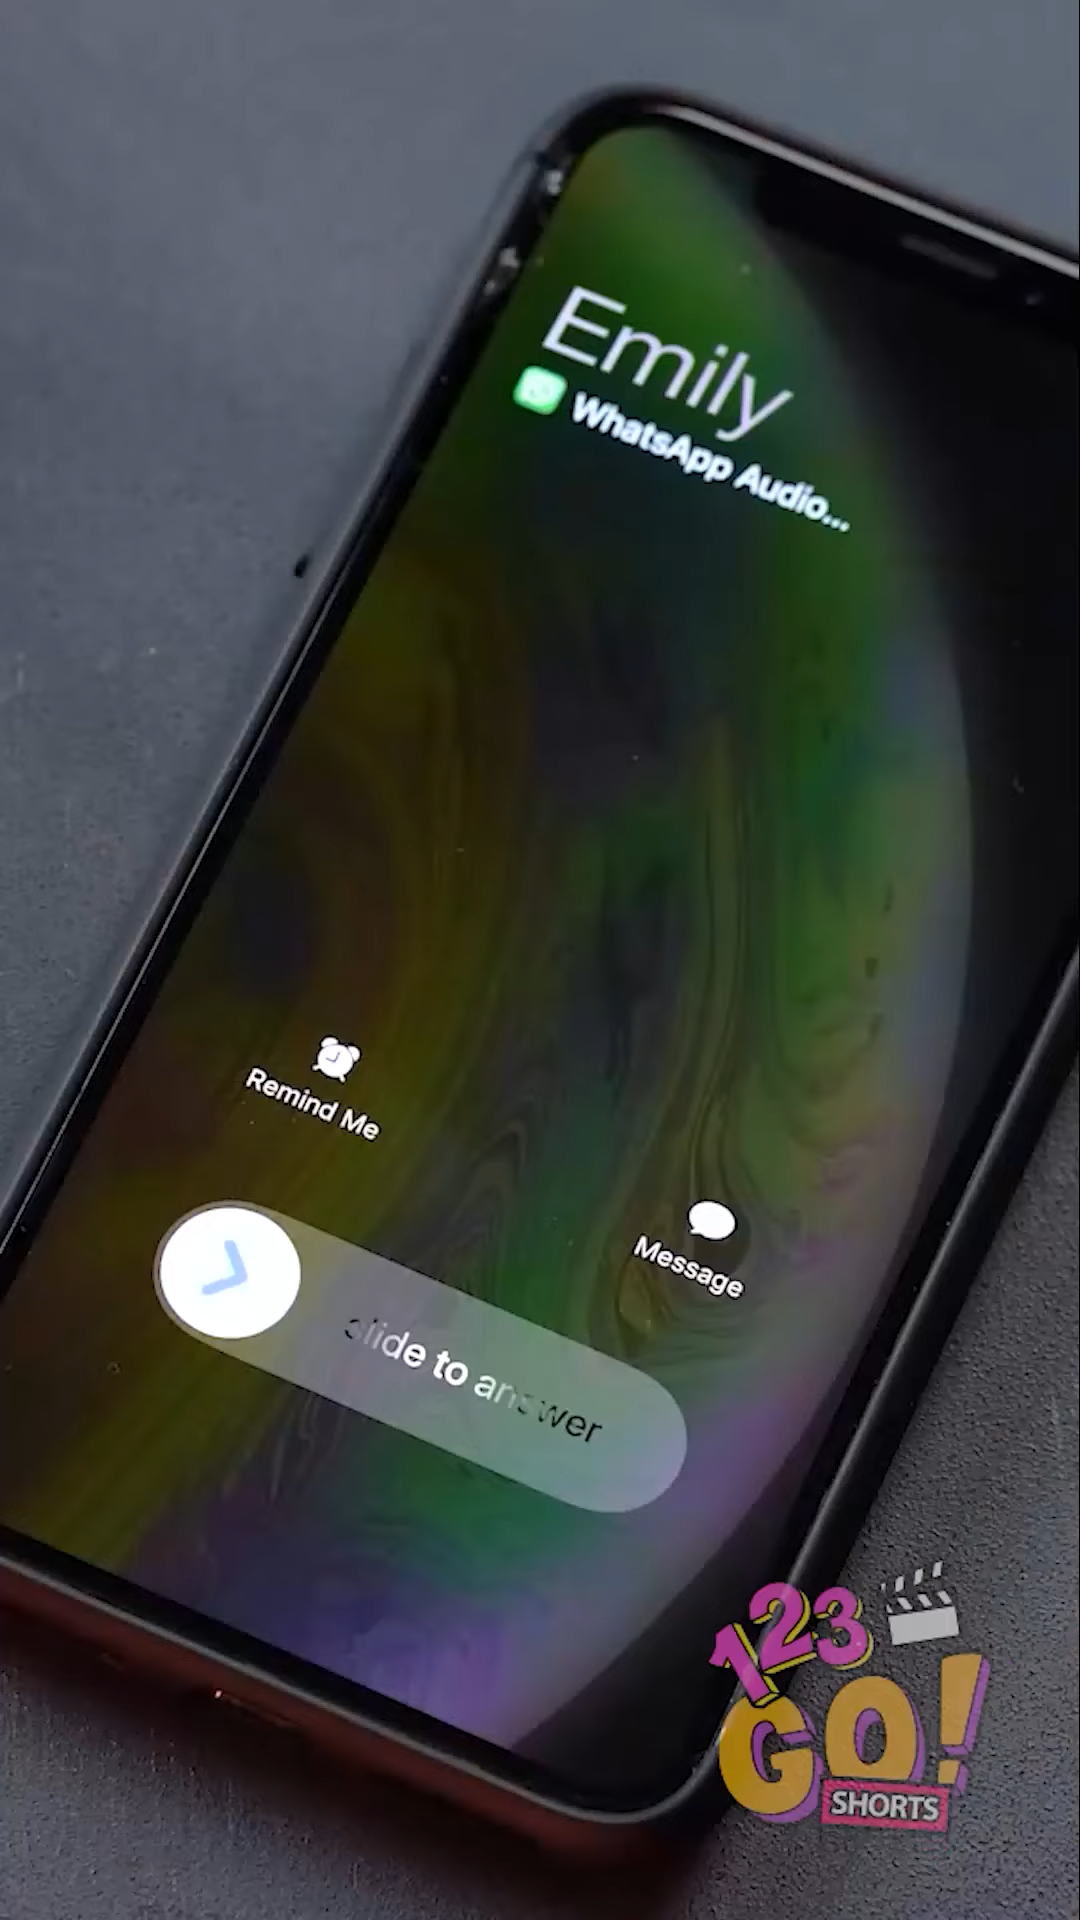 Emily
WhatsApp Audio...
Remind Me
Message
slide to answer
123
GO!
SHORTS